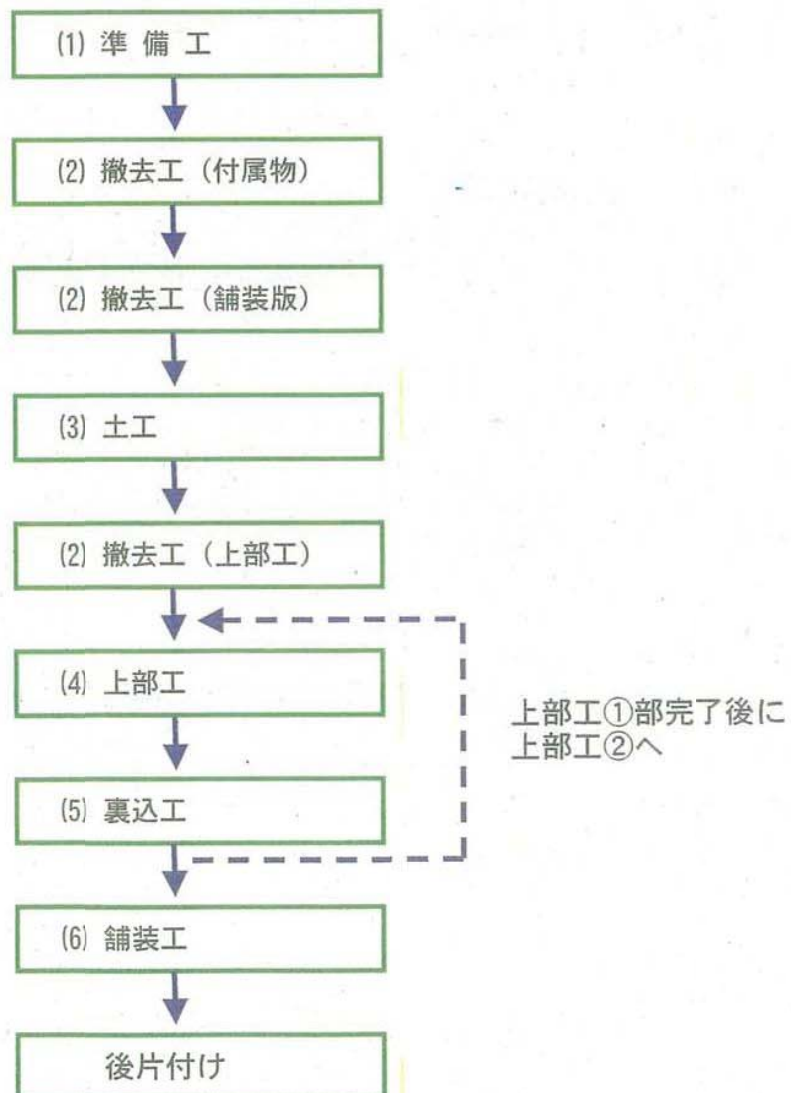 (1) 準 備 工
(2) 撤去工（付属物）
(2) 撤去工（舗装版）
(3) 土工
(2) 撤去工（上部工）
(4) 上部工
上部工①部完了後に
上部工②へ
(5) 裏込工
(6) 舗装工
後片付け